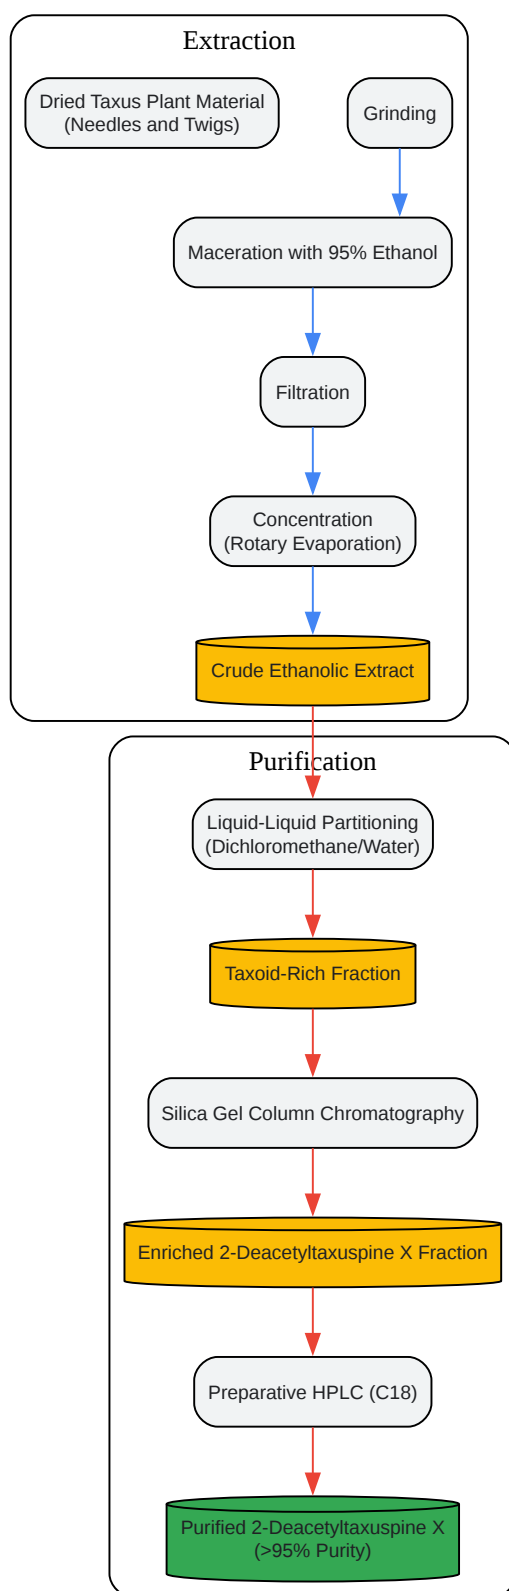 Extraction
Dried Taxus Plant Material
(Needles and Twigs)
Grinding
Maceration with 95% Ethanol
Filtration
Concentration
(Rotary Evaporation)
Crude Ethanolic Extract
Purification
Liquid-Liquid Partitioning
(Dichloromethane/Water)
Taxoid-Rich Fraction
Silica Gel Column Chromatography
Enriched 2-Deacetyltaxuspine X Fraction
Preparative HPLC (C18)
Purified 2-Deacetyltaxuspine X
(>95% Purity)